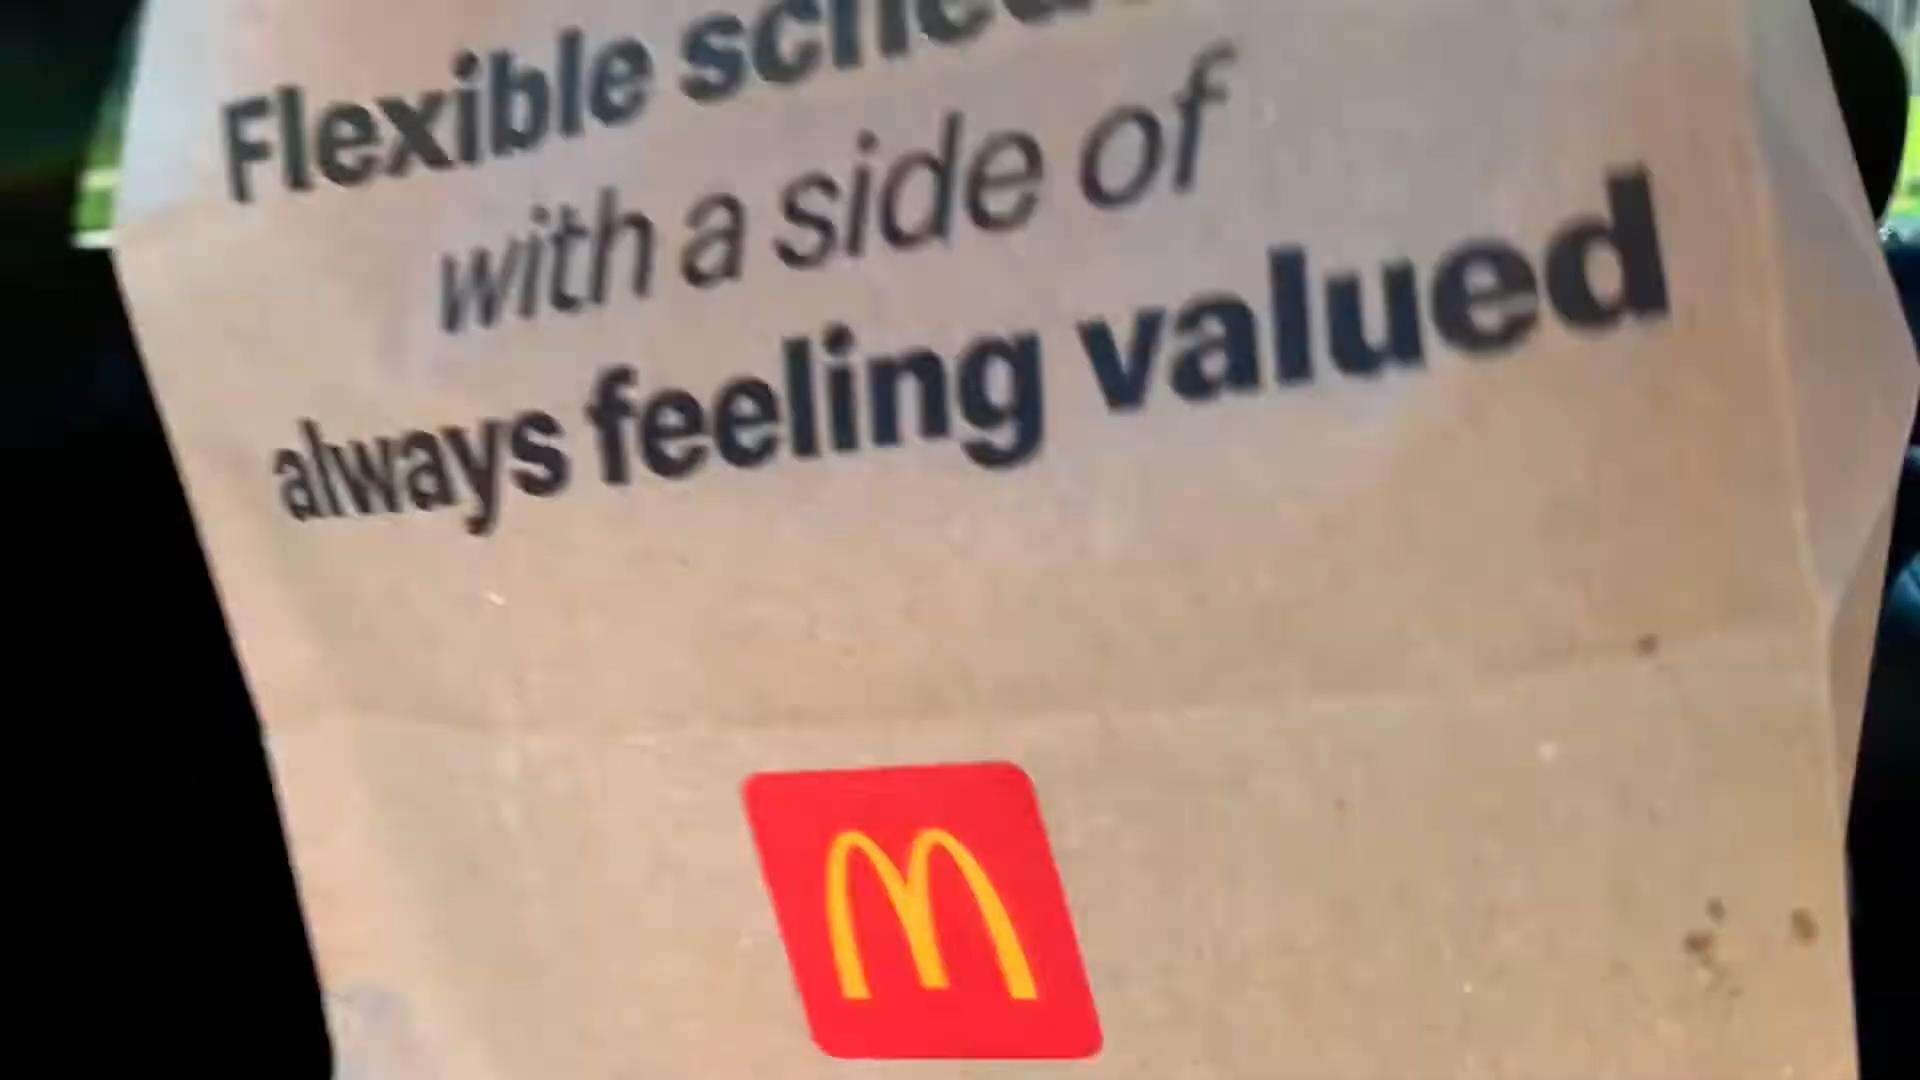 Flexible
with a side of
always feeling valued
M